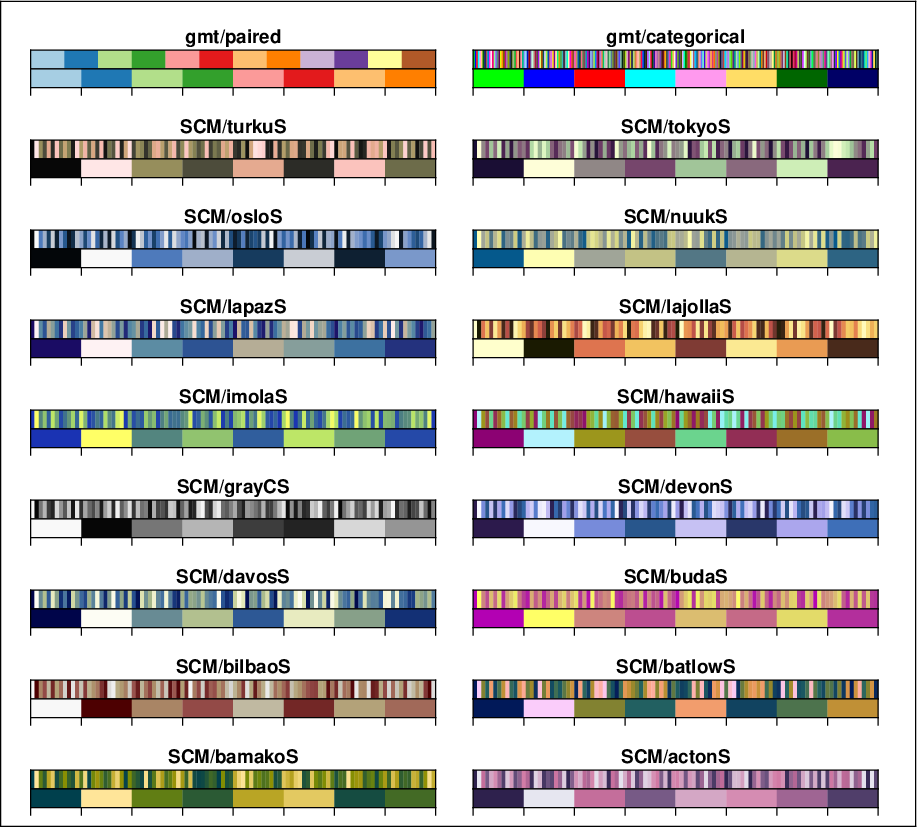 gmt/paired
gmt/categorical
SCM/turkuS
SCM/tokyoS
SCM/osloS
SCM/nuukS
SCM/lapazS
SCM/lajollaS
SCM/imolaS
SCM/hawaiiS
SCM/grayCS
SCM/devonS
SCM/davosS
SCM/budaS
SCM/bilbaoS
SCM/batlowS
SCM/bamakoS
SCM/actonS